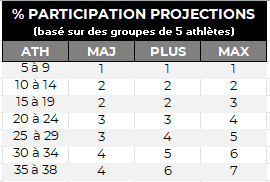 % PARTICIPATION PROJECTIONS
(basé sur des groupes de 5 athlètes)
ATH MAJ PLUS MAX
5 à 9 1 1 1
10 à 14 2 2 2
15 à 19 2 2 3
20 à 24 3 3 4
25 à 29 3 4 5
30 à 34 4 5 6
35 à 38 4 6 7